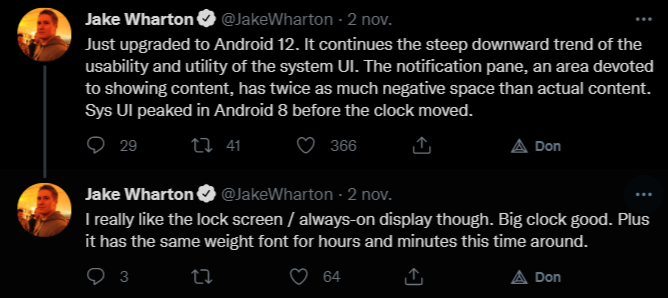 Jake Wharton @JakeWharton · 2 nov.
Just upgraded to Android 12. It continues the steep downward trend of the
usability and utility of the system UI. The notification pane, an area devoted
to showing content, has twice as much negative space than actual content.
Sys UI peaked in Android 8 before the clock moved.
29 41 366 Don
Jake Wharton @JakeWharton · 2 nov.
I really like the lock screen / always-on display though. Big clock good. Plus
it has the same weight font for hours and minutes this time around.
3 64 Don